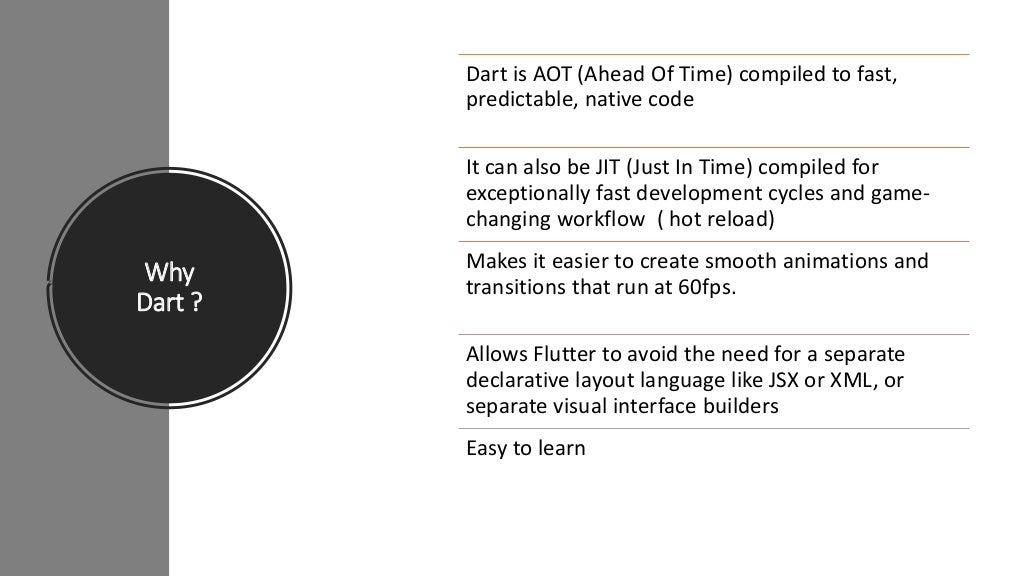 Why
Dart ?
Dart is AOT (Ahead Of Time) compiled to fast,
predictable, native code
It can also be JIT (Just In Time) compiled for
exceptionally fast development cycles and game-
changing workflow  ( hot reload)
Makes it easier to create smooth animations and
transitions that run at 60fps.
Allows Flutter to avoid the need for a separate
declarative layout language like JSX or XML, or
separate visual interface builders
Easy to learn